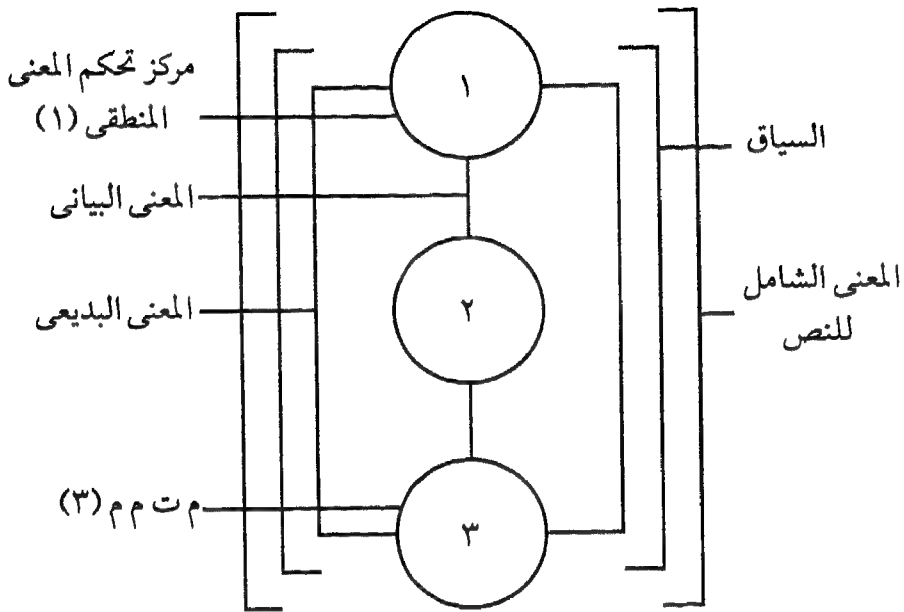 ١
مركز تحكم المعنى
المنطقى (١)
السياق
المعنى البيانى
المعنى الشامل
للنص
٢
المعنى البديعى
م ت م م (٣)
٣